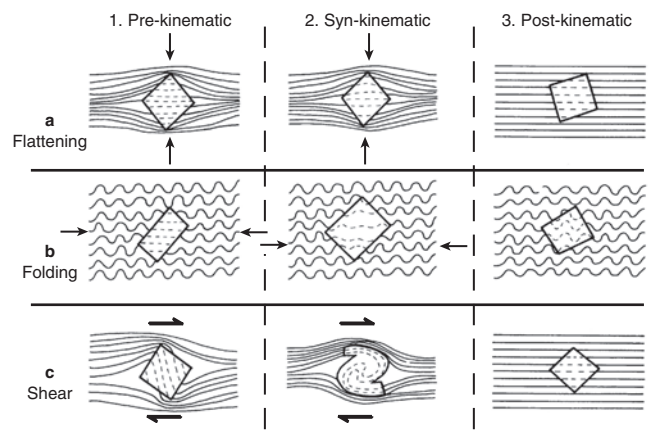 1. Pre-kinematic
2. Syn-kinematic
3. Post-kinematic
a
Flattening
b
Folding
c
Shear